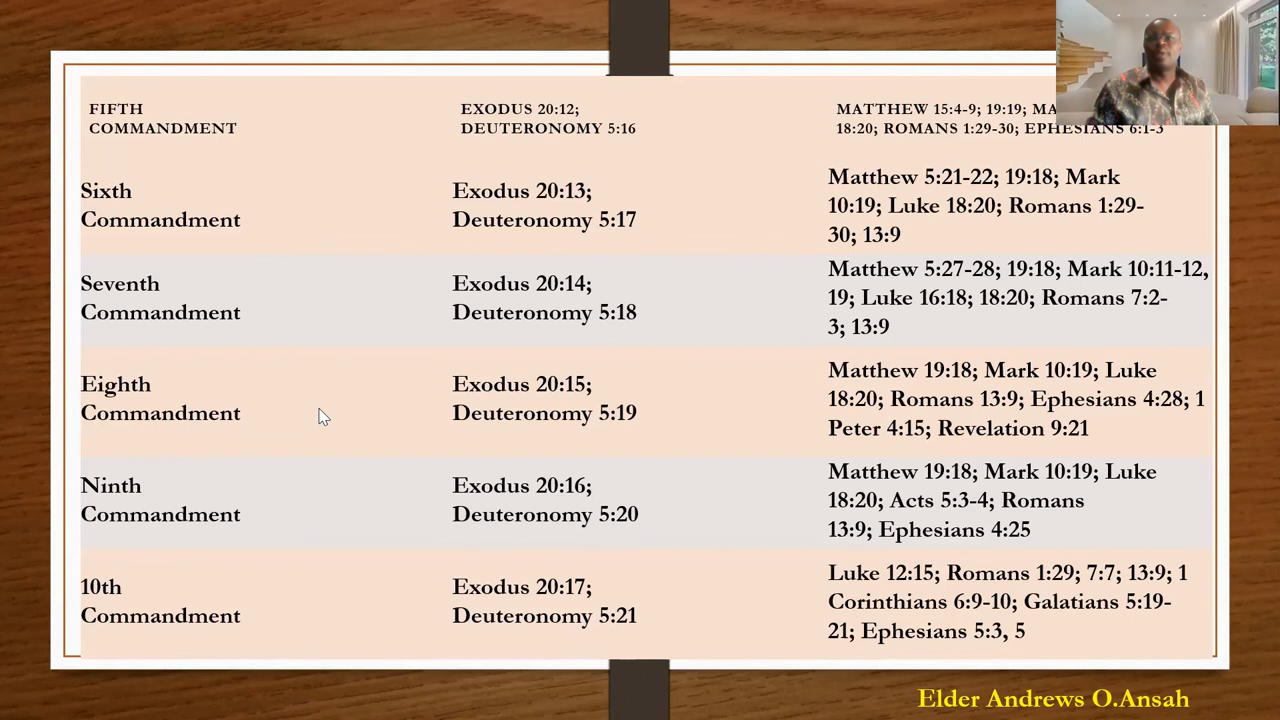 FIFTH
COMMANDMENT
EXODUS 20:12;
DEUTERONOMY 5:16
MATTHEW 15:4-9; 19:19;
18:20; ROMANS 1:29-30; EPHESIANS 6:1-3
Sixth
Commandment
Exodus 20:13;
Deuteronomy 5:17
Matthew 5:21-22; 19:18; Mark
10:19; Luke 18:20; Romans 1:29-
30; 13:9
Seventh
Commandment
Exodus 20:14;
Deuteronomy 5:18
Matthew 5:27-28; 19:18; Mark 10:11-12,
19; Luke 16:18; 18:20; Romans 7:2-
3; 13:9
Eighth
Commandment
Exodus 20:15;
Deuteronomy 5:19
Matthew 19:18; Mark 10:19; Luke
18:20; Romans 13:9; Ephesians 4:28; 1
Peter 4:15; Revelation 9:21
Ninth
Commandment
Exodus 20:16;
Deuteronomy 5:20
Matthew 19:18; Mark 10:19; Luke
18:20; Acts 5:3-4; Romans
13:9; Ephesians 4:25
10th
Commandment
Exodus 20:17;
Deuteronomy 5:21
Luke 12:15; Romans 1:29; 7:7; 13:9; 1
Corinthians 6:9-10; Galatians 5:19-
21; Ephesians 5:3, 5
Elder Andrews O.Ansah